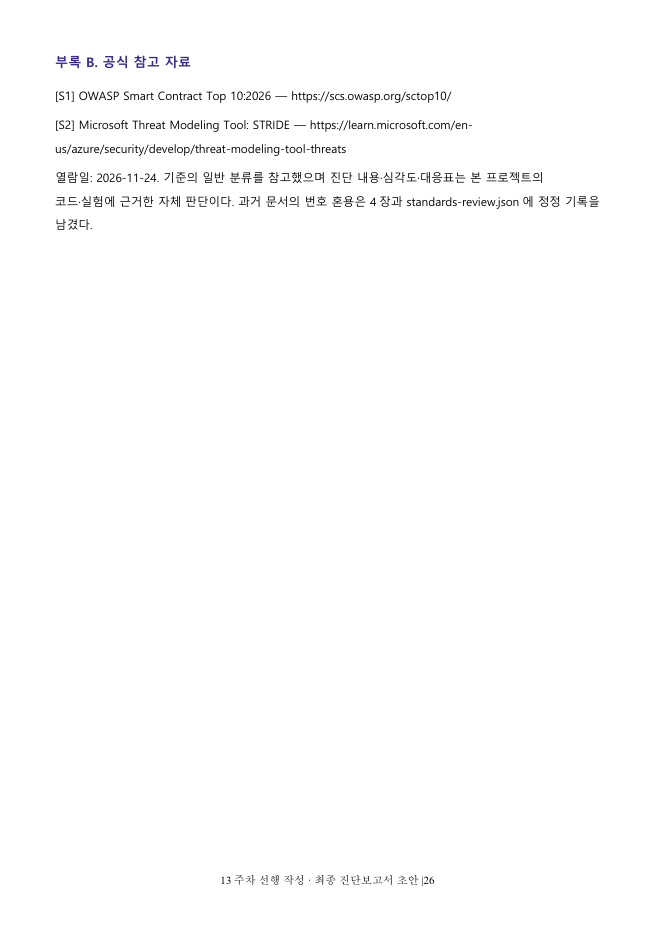 부록 B. 공식 참고 자료
[S1] OWASP Smart Contract Top 10:2026 — https://scs.owasp.org/sctop10/
[S2] Microsoft Threat Modeling Tool: STRIDE — https://learn.microsoft.com/en-
us/azure/security/develop/threat-modeling-tool-threats
열람일: 2026-11-24. 기준의 일반 분류를 참고했으며 진단 내용·심각도·대응표는 본 프로젝트의
코드·실험에 근거한 자체 판단이다. 과거 문서의 번호 혼용은 4 장과 standards-review.json 에 정정 기록을
남겼다.
13 주차 선행 작성 · 최종 진단보고서 초안 |26